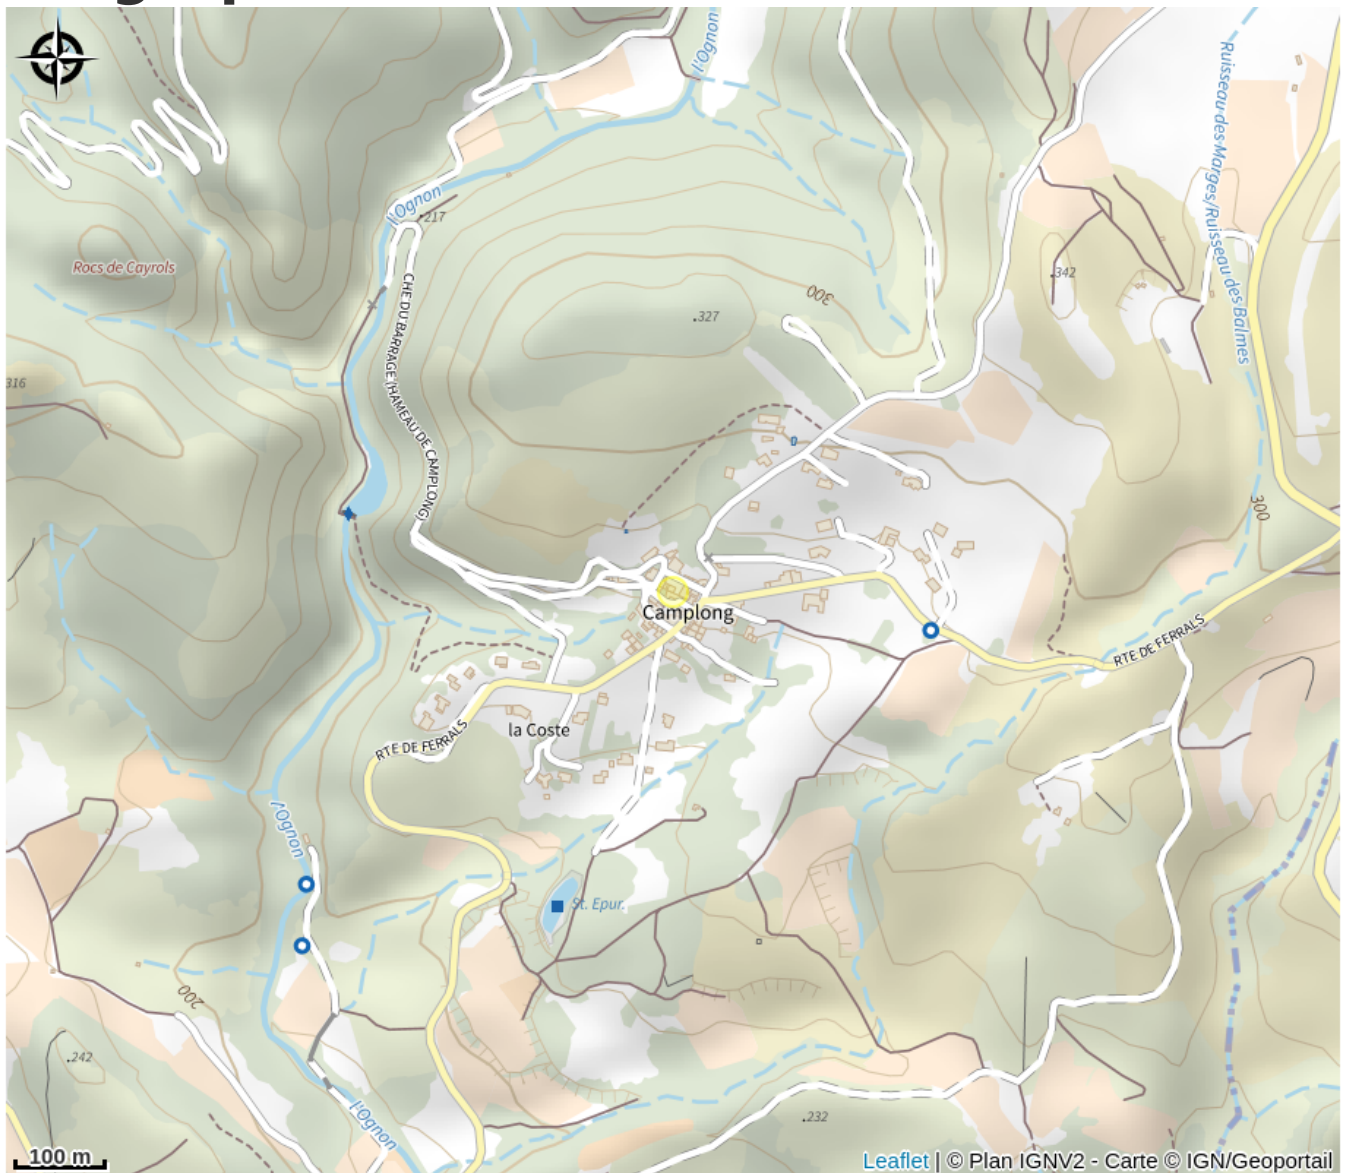 l'Ognon
Ruisseau des Marges/Ruisseau des Balmes
l'Ognon
.217
Rocs de Cayrols
CHE DU BARRAGE (HAMEAU DE CAMPLONG)
.342
300
.327
316
300
Camplong
RTE DE FERRALS
la Coste
RTE DE FERRALS
l'Ognon
St. Epur.
200
.242
l'Ognon
.232
100 m
Leaflet | © Plan IGNV2 - Carte © IGN/Geoportail